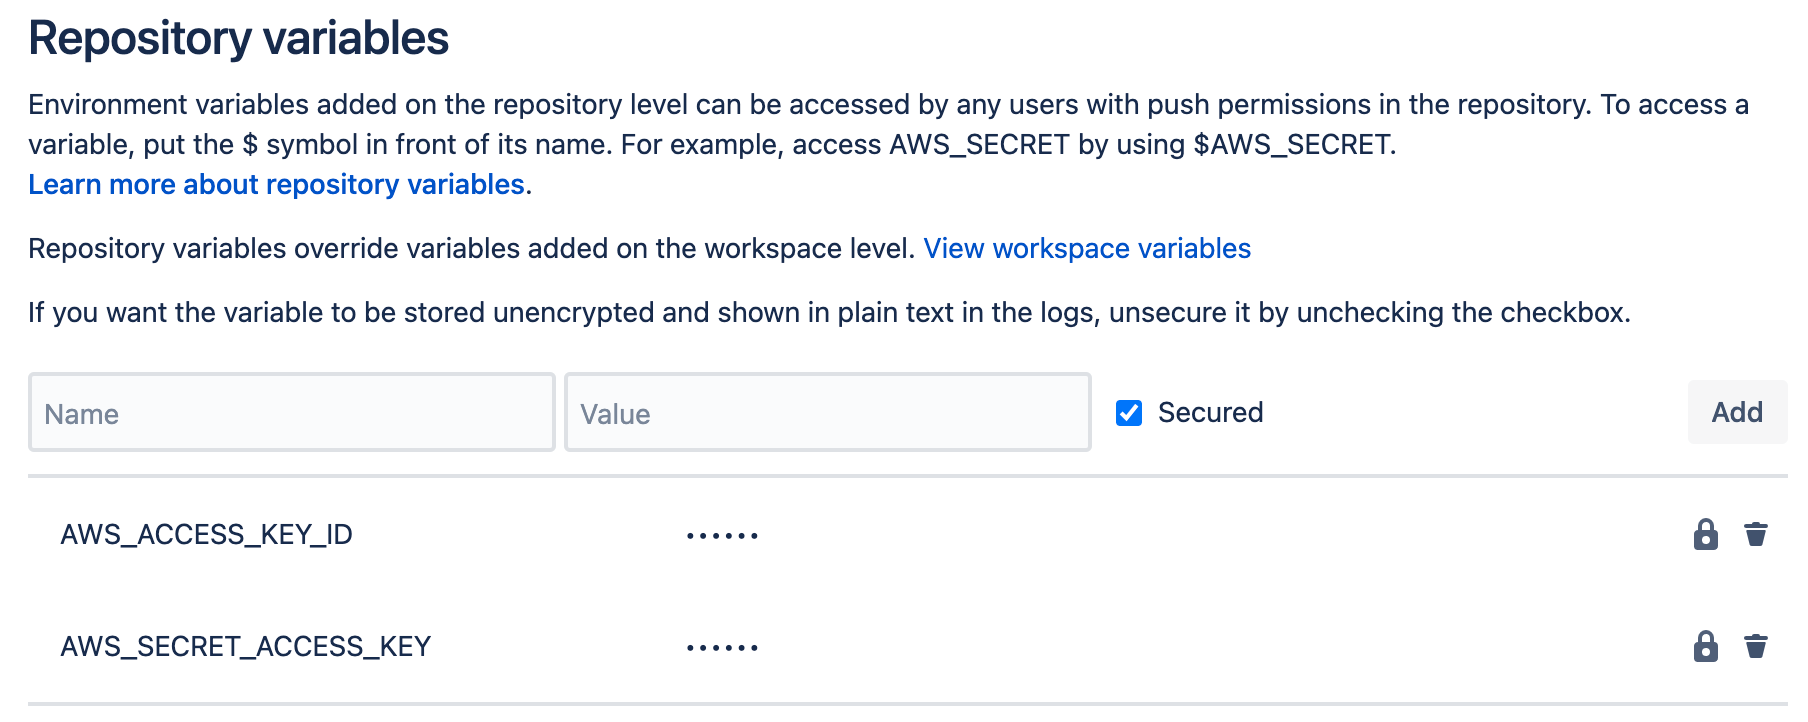 Repository variables
Environment variables added on the repository level can be accessed by any users with push permissions in the repository. To access a
variable, put the $ symbol in front of its name. For example, access AWS_SECRET by using $AWS_SECRET.
Learn more about repository variables.
Repository variables override variables added on the workspace level. View workspace variables
If you want the variable to be stored unencrypted and shown in plain text in the logs, unsecure it by unchecking the checkbox.
Name Value Secured Add
AWS_ACCESS_KEY_ID ••••••
AWS_SECRET_ACCESS_KEY ••••••